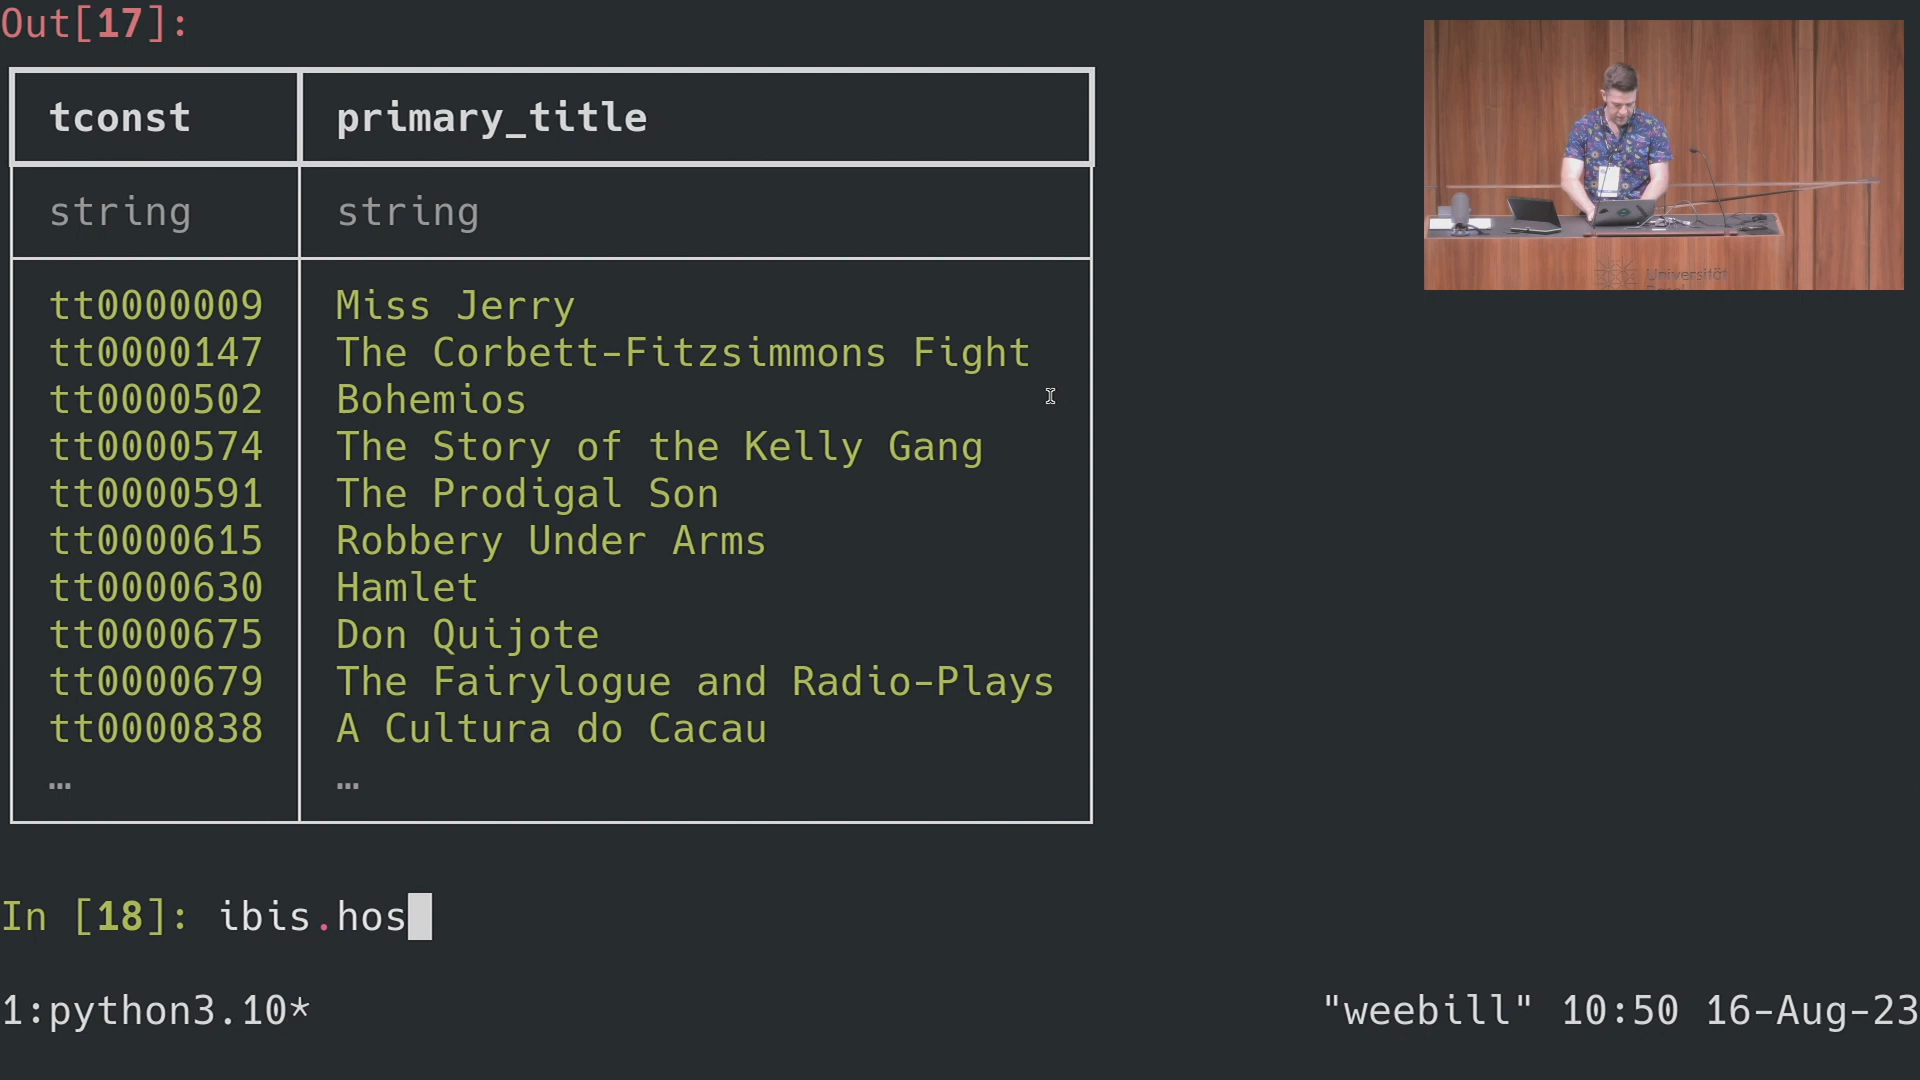 Out[17]:
tconst primary_title
string string
tt0000009 Miss Jerry
tt0000147 The Corbett-Fitzsimmons Fight
tt0000502 Bohemios
tt0000574 The Story of the Kelly Gang
tt0000591 The Prodigal Son
tt0000615 Robbery Under Arms
tt0000630 Hamlet
tt0000675 Don Quijote
tt0000679 The Fairylogue and Radio-Plays
tt0000838 A Cultura do Cacau
… …
In [18]: ibis.hos
1:python3.10* "weebill" 10:50 16-Aug-23
Universität